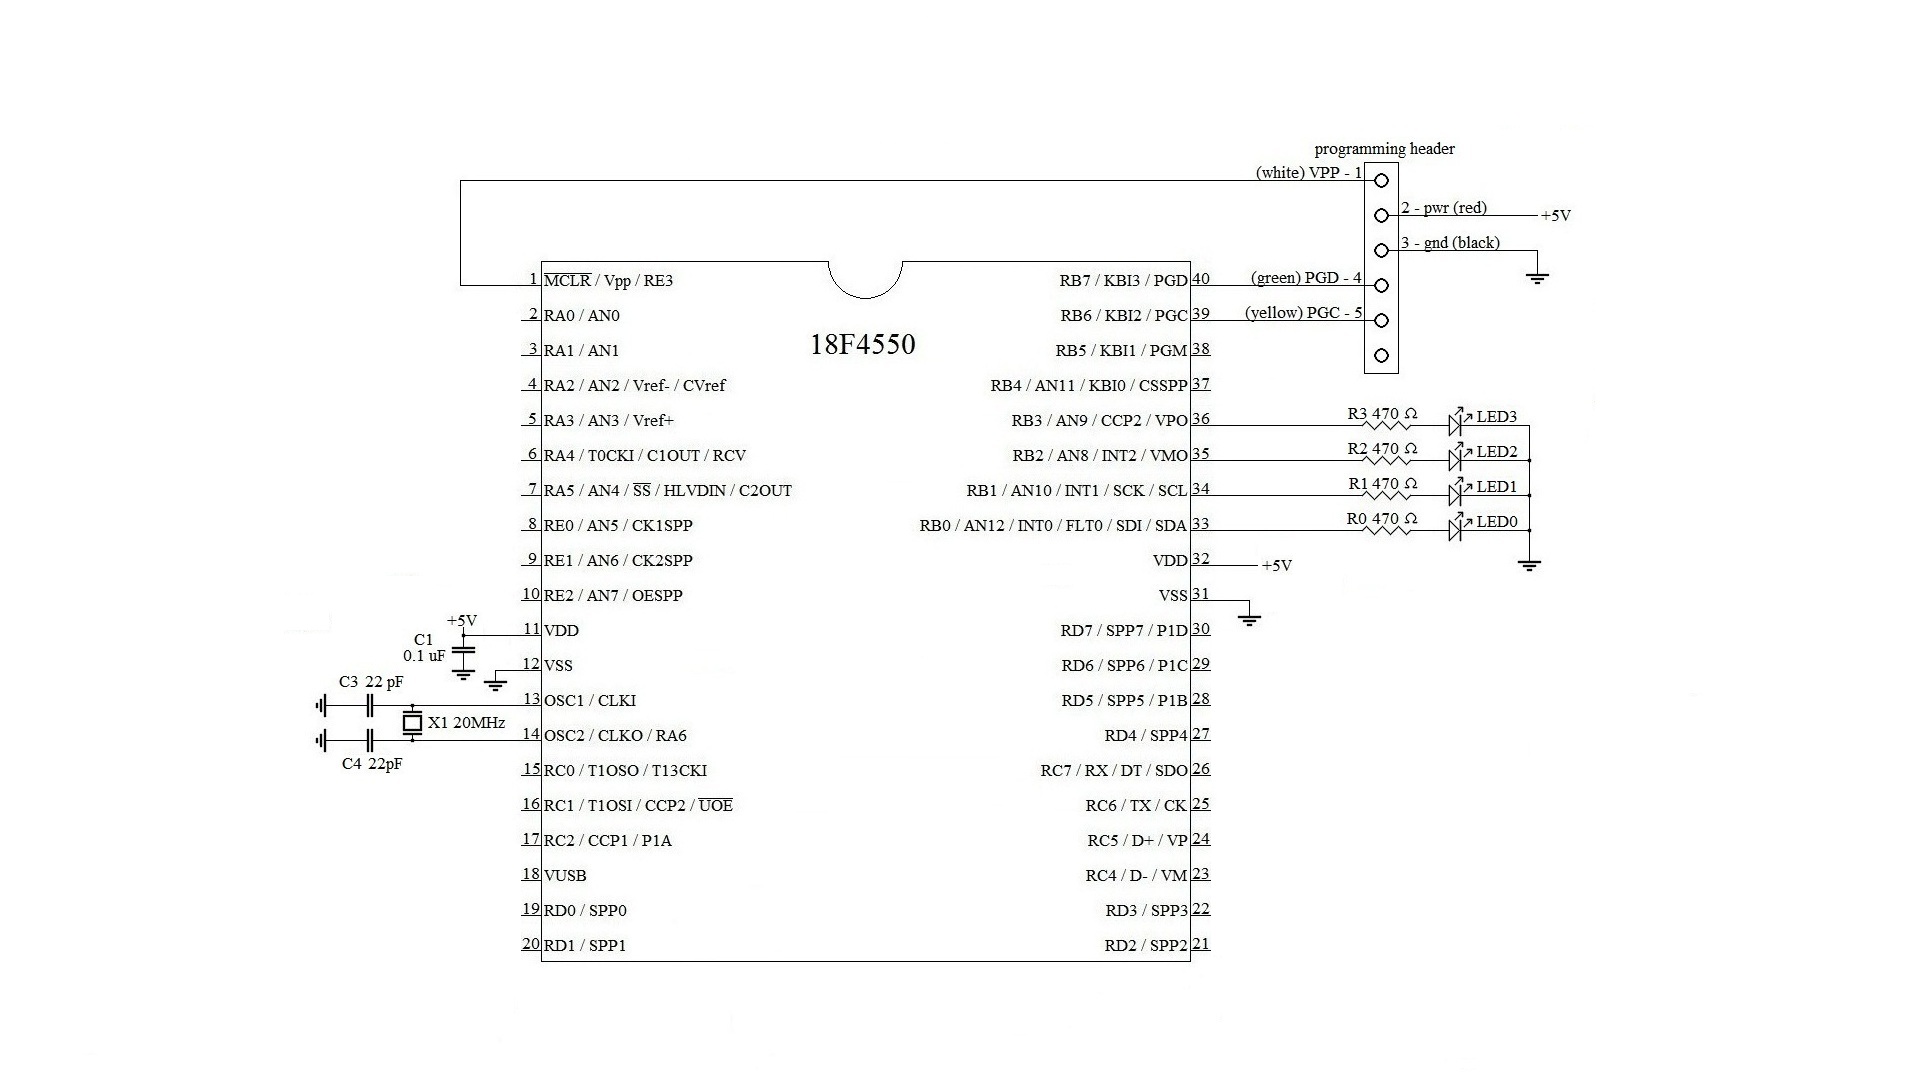 programming header
(white) VPP - 1
2 - pwr (red)
+5V
3 - gnd (black)
(green) PGD - 4
(yellow) PGC - 5
18F4550
1 MCLR / Vpp / RE3
2 RA0 / AN0
3 RA1 / AN1
4 RA2 / AN2 / Vref- / CVref
5 RA3 / AN3 / Vref+
6 RA4 / T0CKI / C1OUT / RCV
7 RA5 / AN4 / SS / HLVDIN / C2OUT
8 RE0 / AN5 / CK1SPP
9 RE1 / AN6 / CK2SPP
10 RE2 / AN7 / OESPP
11 VDD
12 VSS
13 OSC1 / CLKI
14 OSC2 / CLKO / RA6
15 RC0 / T1OSO / T13CKI
16 RC1 / T1OSI / CCP2 / UOE
17 RC2 / CCP1 / P1A
18 VUSB
19 RD0 / SPP0
20 RD1 / SPP1
RB7 / KBI3 / PGD 40
RB6 / KBI2 / PGC 39
RB5 / KBI1 / PGM 38
RB4 / AN11 / KBI0 / CSSPP 37
RB3 / AN9 / CCP2 / VPO 36
RB2 / AN8 / INT2 / VMO 35
RB1 / AN10 / INT1 / SCK / SCL 34
RB0 / AN12 / INT0 / FLT0 / SDI / SDA 33
VDD 32
VSS 31
RD7 / SPP7 / P1D 30
RD6 / SPP6 / P1C 29
RD5 / SPP5 / P1B 28
RD4 / SPP4 27
RC7 / RX / DT / SDO 26
RC6 / TX / CK 25
RC5 / D+ / VP 24
RC4 / D- / VM 23
RD3 / SPP3 22
RD2 / SPP2 21
R3 470 Ω
LED3
R2 470 Ω
LED2
R1 470 Ω
LED1
R0 470 Ω
LED0
+5V
+5V
C1
0.1 uF
C3 22 pF
X1 20MHz
C4 22pF